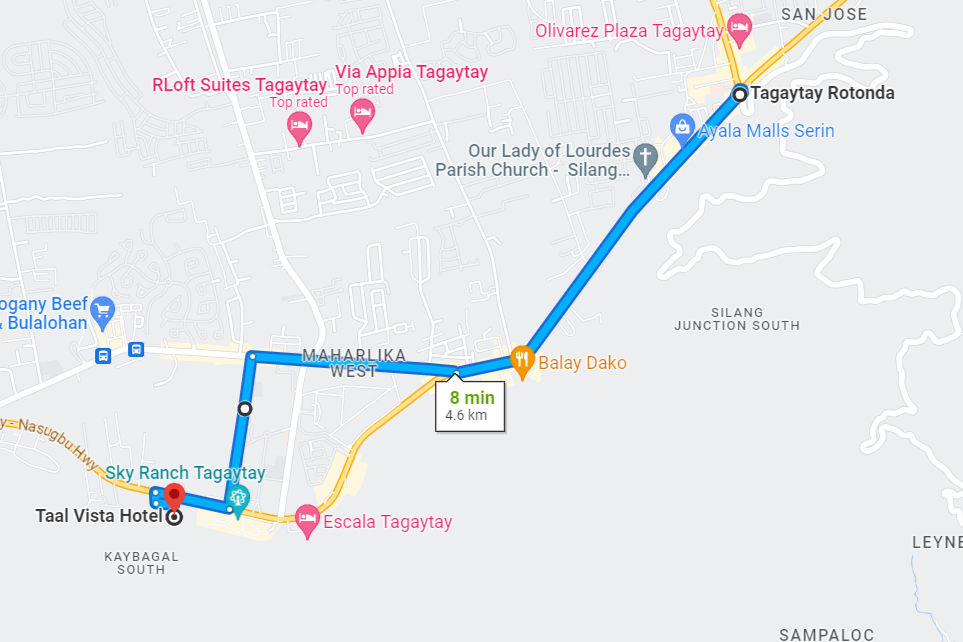 SAN JOSE
Olivarez Plaza Tagaytay
Via Appia Tagaytay
Top rated
RLoft Suites Tagaytay
Top rated
Tagaytay Rotonda
Ayala Malls Serin
Our Lady of Lourdes
Parish Church - Silang...
ogany Beef
& Bulalohan
SILANG
JUNCTION SOUTH
MAHARLIKA
WEST
Balay Dako
8 min
4.6 km
y - Nasugbu Hwy
Sky Ranch Tagaytay
Taal Vista Hotel
Escala Tagaytay
KAYBAGAL
SOUTH
LEYNE
SAMPALOC